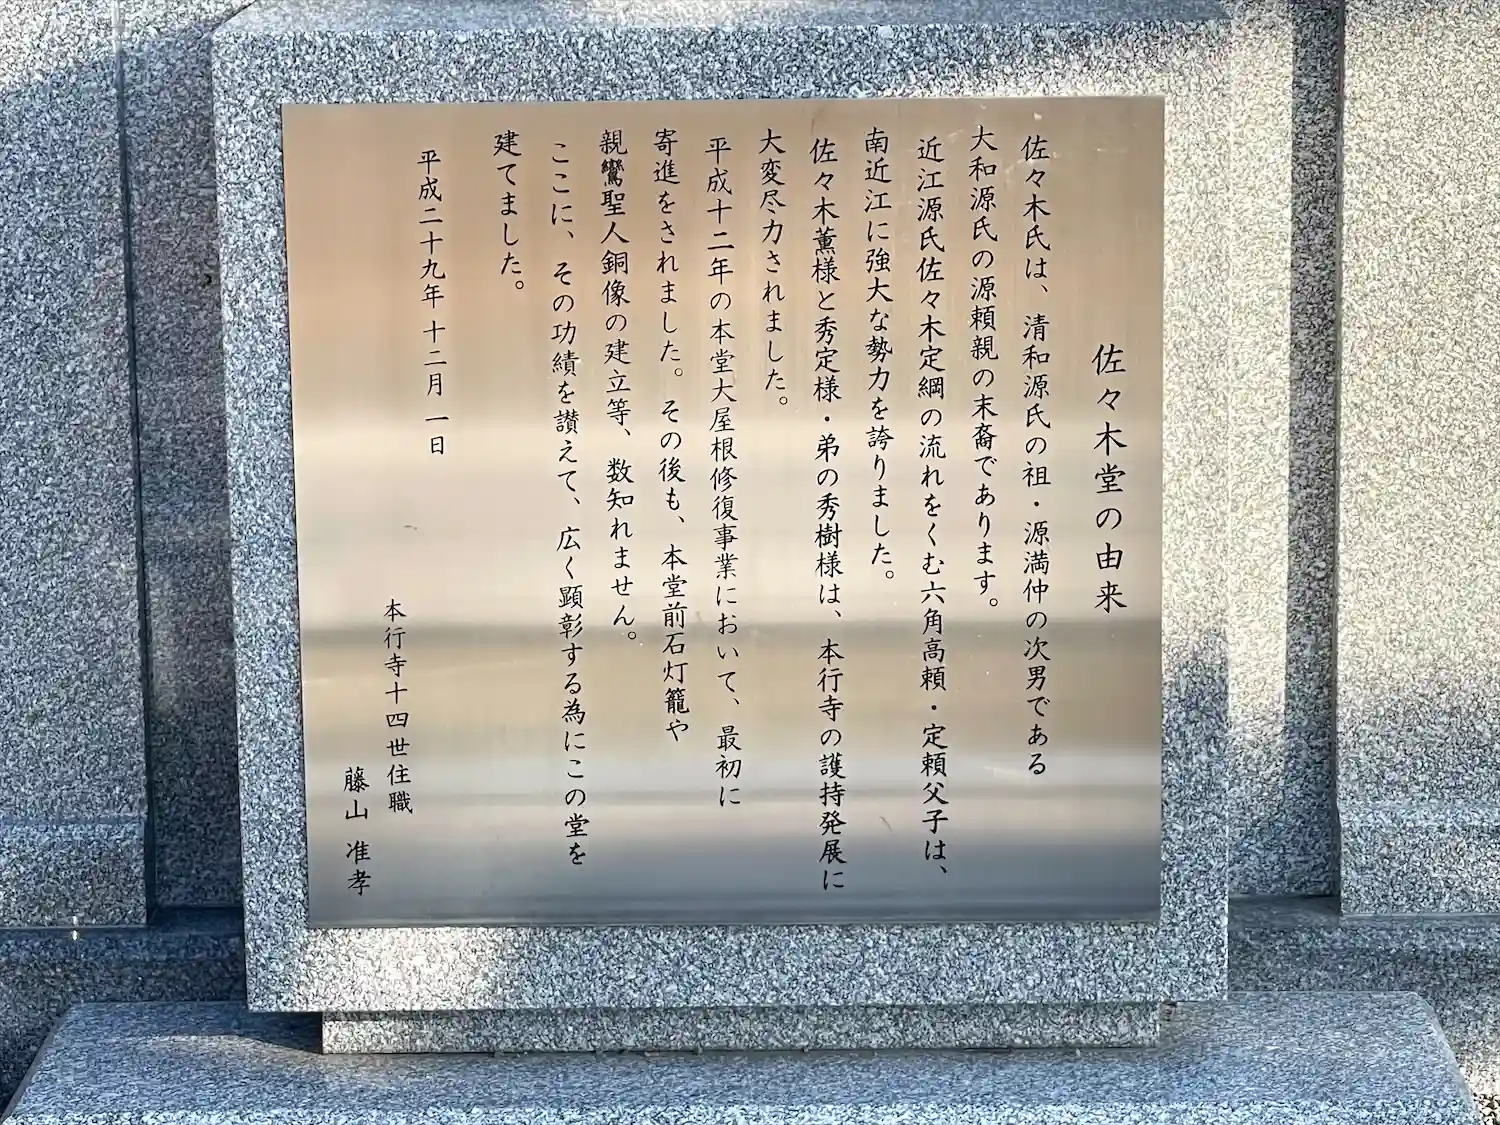 佐々木堂の由来
佐々木氏は、清和源氏の祖・源満仲の次男である
大和源氏の源頼親の末裔であります。
近江源氏佐々木定綱の流れをくむ六角高頼・定頼父子は、
南近江に強大な勢力を誇りました。
佐々木薫様と秀定様・弟の秀樹様は、本行寺の護持発展に
大変尽力されました。
平成十二年の本堂大屋根修復事業において、最初に
寄進をされました。その後も、本堂前石灯籠や
親鸞聖人銅像の建立等、数知れません。
ここに、その功績を讃えて、広く顕彰する為にこの堂を
建てました。
平成二十九年 十二月 一日
本行寺十四世住職
藤山 准孝